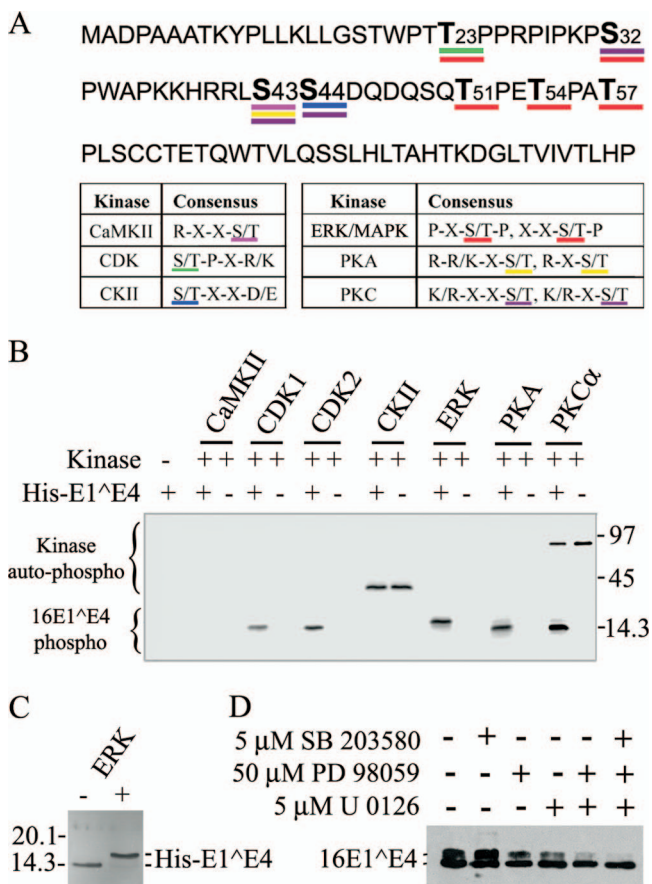 A
MADPAAATKYPLLKLLGSTWPTT23PPRPIPKPS32
PWAPKKHRRLS43S44DQDQSQT51PET54PAT57
PLSCCTETQWTVLQSSLHLTAHTKDGLTVIVTLHP
Kinase Consensus
CaMKII R-X-X-S/T
CDK S/T-P-X-R/K
CKII S/T-X-X-D/E
Kinase Consensus
ERK/MAPK P-X-S/T-P, X-X-S/T-P
PKA R-R/K-X-S/T, R-X-S/T
PKC K/R-X-X-S/T, K/R-X-S/T
B
CaMKII CDK1 CDK2 CKII ERK PKA PKCα
Kinase - + + + + + + + + + + + + + +
His-E1^E4 + + - + - + - + - + - + - + -
Kinase
auto-phospho
16E1^E4
phospho
-97
-45
-14.3
C
ERK
- +
20.1-
14.3-
His-E1^E4
D
5 µM SB 203580 - + - - - +
50 µM PD 98059 - - + - + +
5 µM U 0126 - - - + + +
16E1^E4